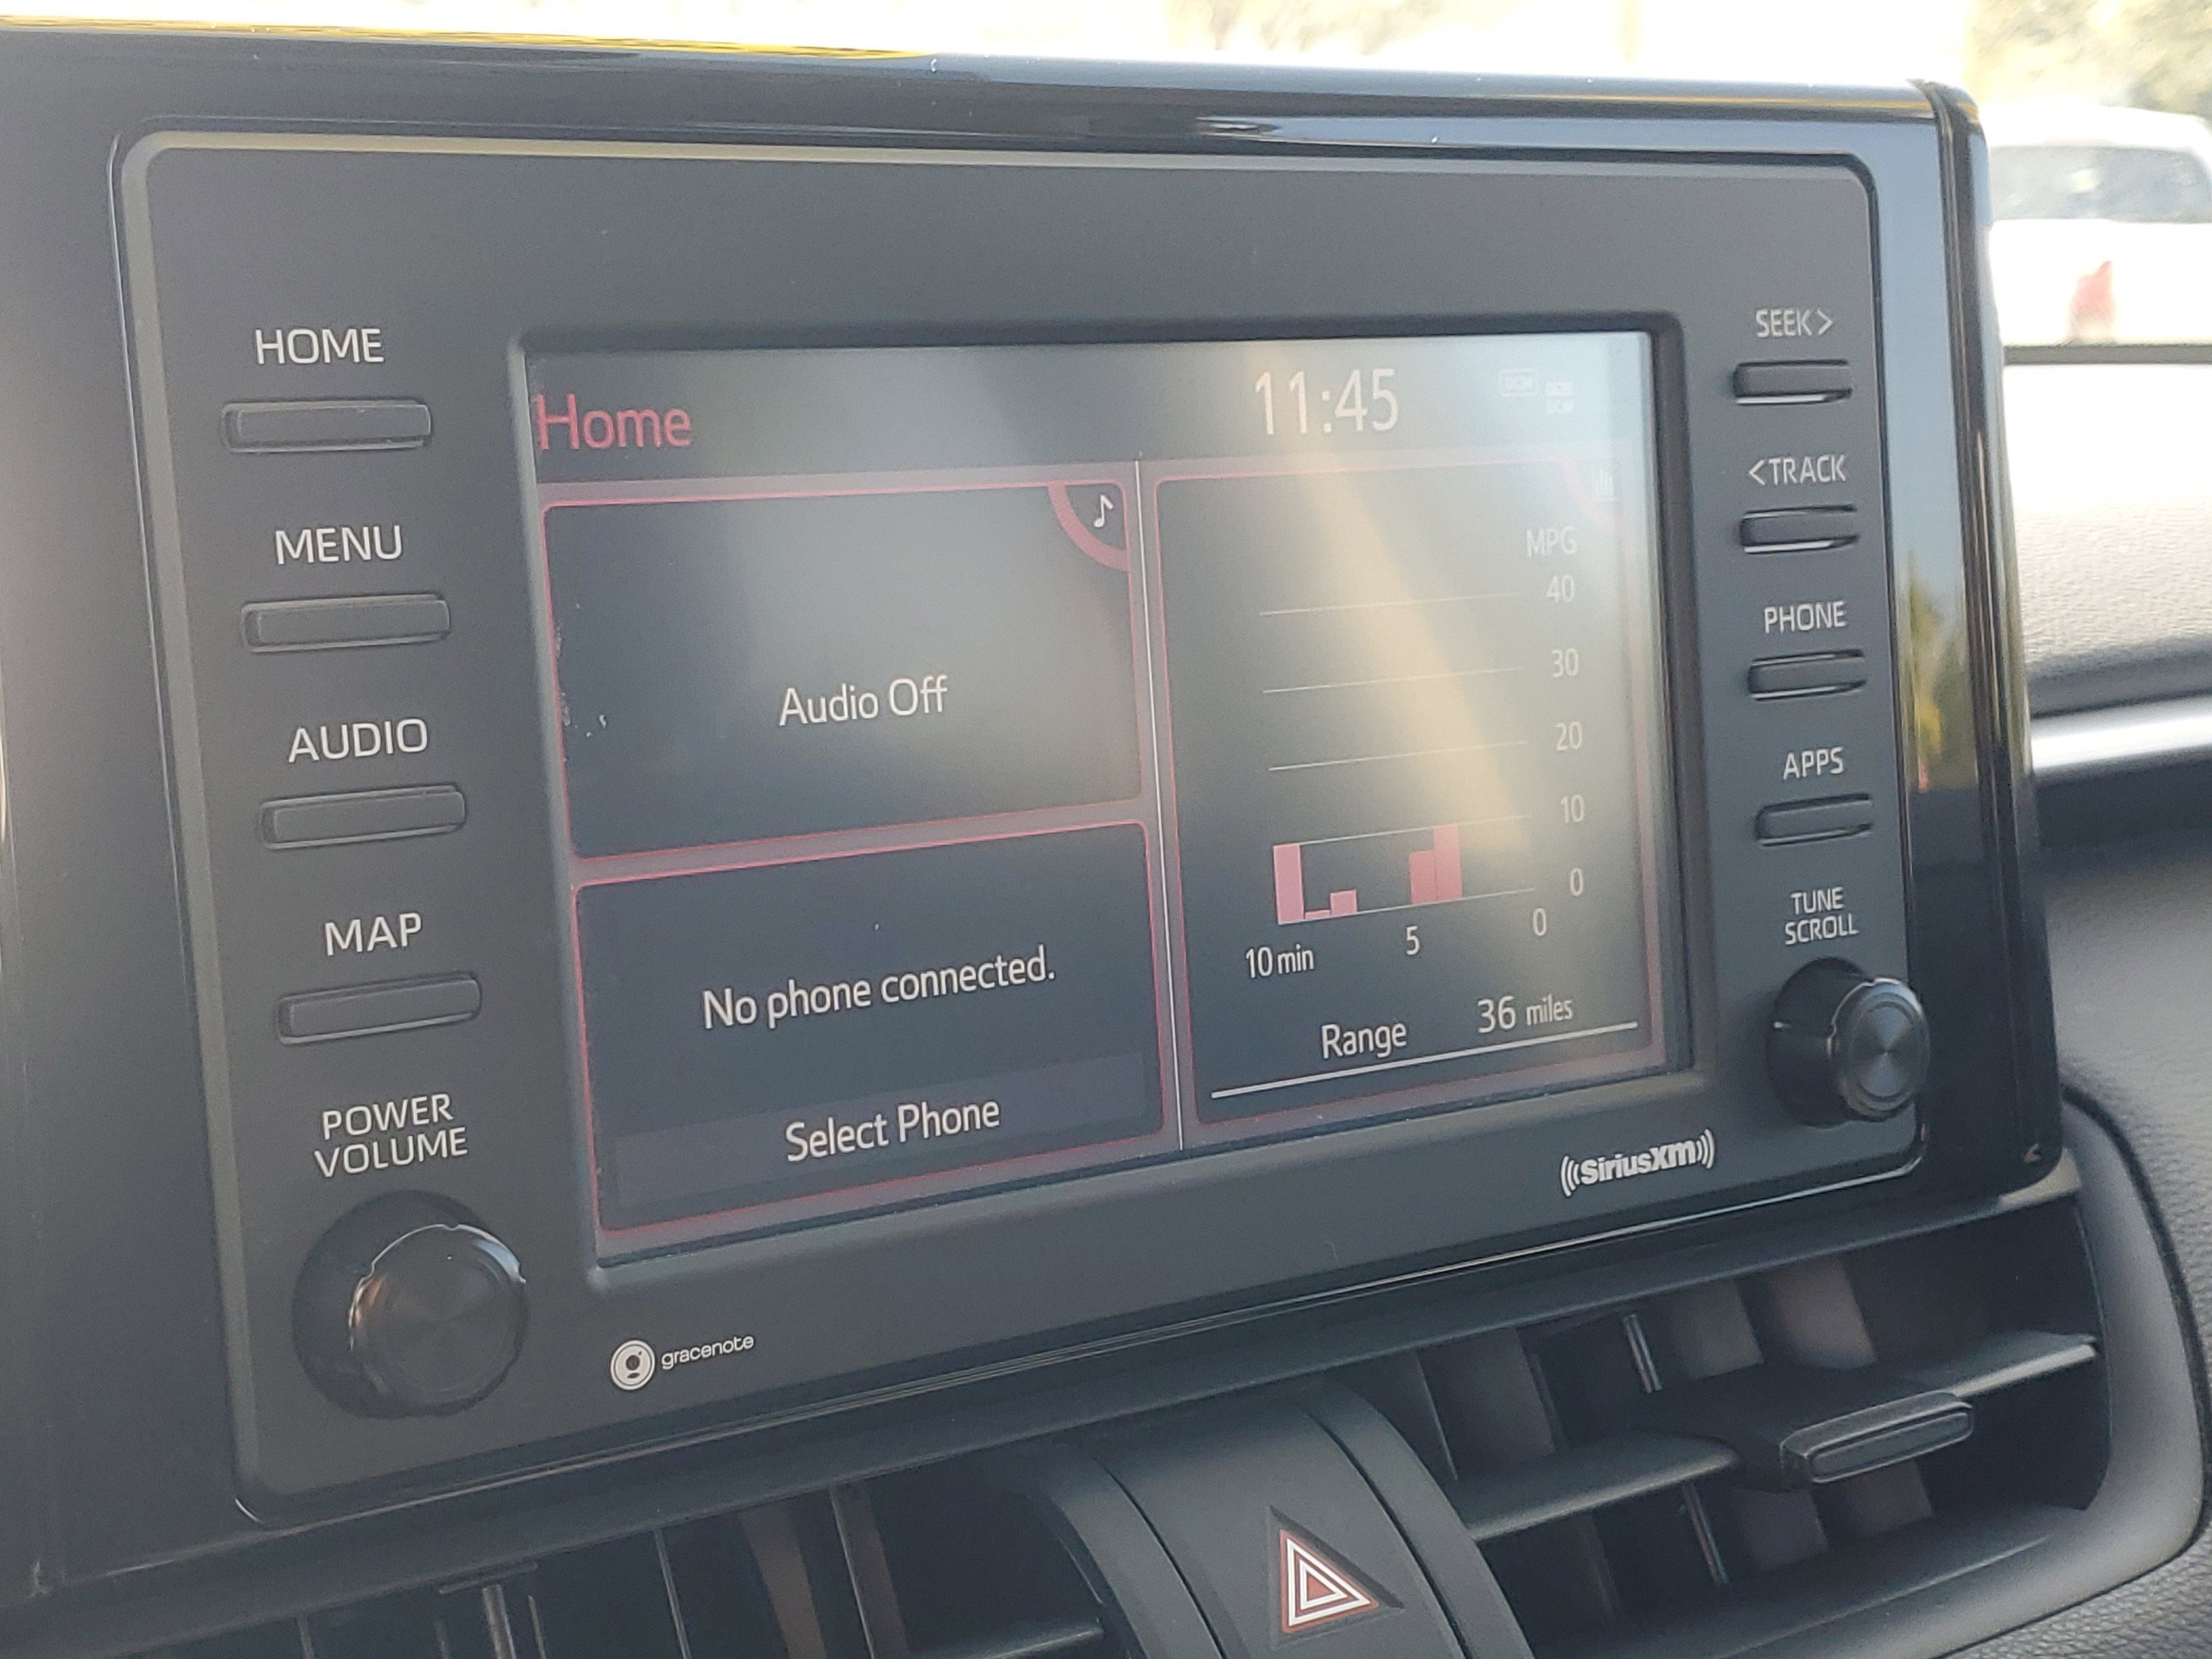 HOME
MENU
AUDIO
MAP
POWER
VOLUME
Home
11:45
DCM
Audio Off
No phone connected.
Select Phone
MPG
40
30
20
10
0
10 min 5 0
Range 36 miles
SEEK >
< TRACK
PHONE
APPS
TUNE
SCROLL
gracenote
((SiriusXM))